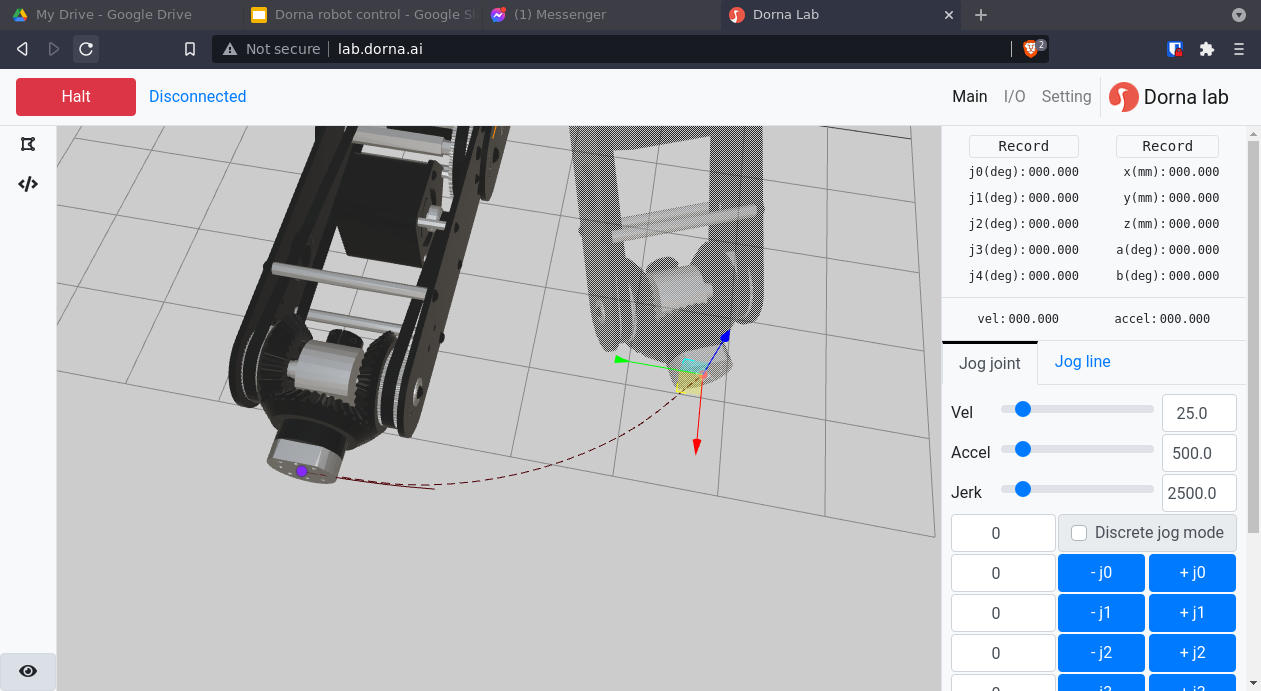 My Drive - Google Drive
Dorna robot control - Google Sl
(1) Messenger
Dorna Lab
Not secure
lab.dorna.ai
2
Halt
Disconnected
Main
I/O
Setting
Dorna lab
Record
Record
j0(deg):000.000
x(mm):000.000
j1(deg):000.000
y(mm):000.000
j2(deg):000.000
z(mm):000.000
j3(deg):000.000
a(deg):000.000
j4(deg):000.000
b(deg):000.000
vel:000.000
accel:000.000
Jog joint
Jog line
Vel
25.0
Accel
500.0
Jerk
2500.0
0
Discrete jog mode
0
- j0
+ j0
0
- j1
+ j1
0
- j2
+ j2
0
- j3
+ j3